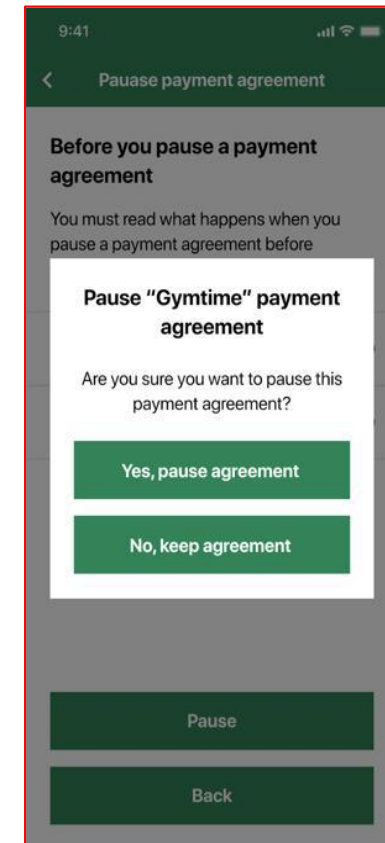 9:41
Pauase payment agreement
Before you pause a payment
agreement
You must read what happens when you
pause a payment agreement before
Pause “Gymtime” payment
agreement
Are you sure you want to pause this
payment agreement?
Yes, pause agreement
No, keep agreement
Pause
Back